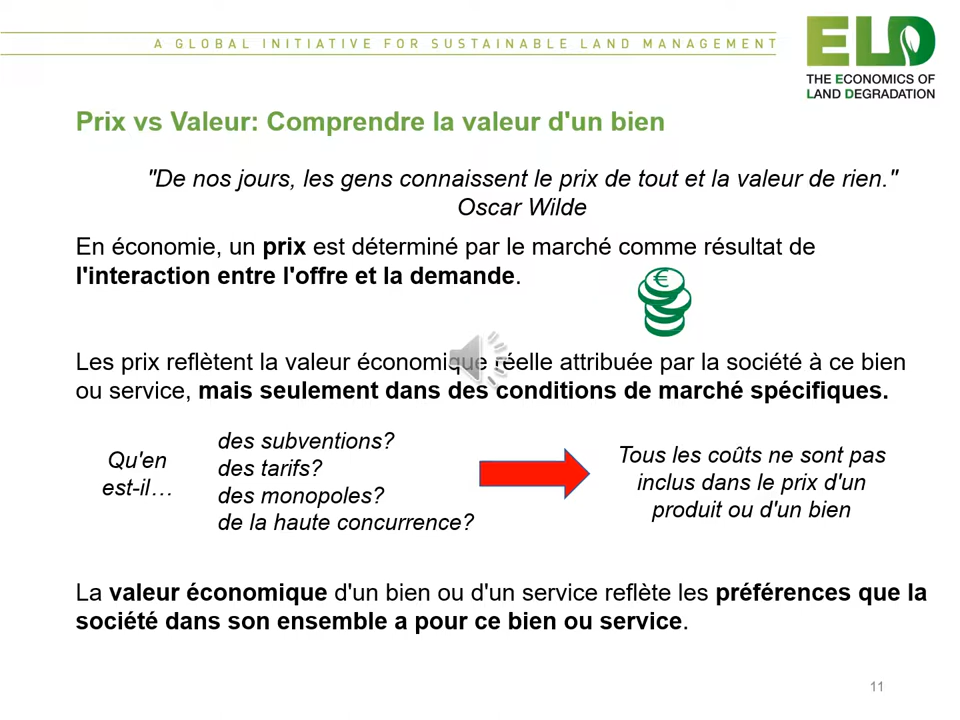 A GLOBAL INITIATIVE FOR SUSTAINABLE LAND MANAGEMENT
ELD
THE ECONOMICS OF
LAND DEGRADATION
Prix vs Valeur: Comprendre la valeur d'un bien
"De nos jours, les gens connaissent le prix de tout et la valeur de rien."
Oscar Wilde
En économie, un prix est déterminé par le marché comme résultat de
l'interaction entre l'offre et la demande.
€
Les prix reflètent la valeur économique réelle attribuée par la société à ce bien
ou service, mais seulement dans des conditions de marché spécifiques.
Qu'en
est-il…
des subventions?
des tarifs?
des monopoles?
de la haute concurrence?
Tous les coûts ne sont pas
inclus dans le prix d'un
produit ou d'un bien
La valeur économique d'un bien ou d'un service reflète les préférences que la
société dans son ensemble a pour ce bien ou service.
11